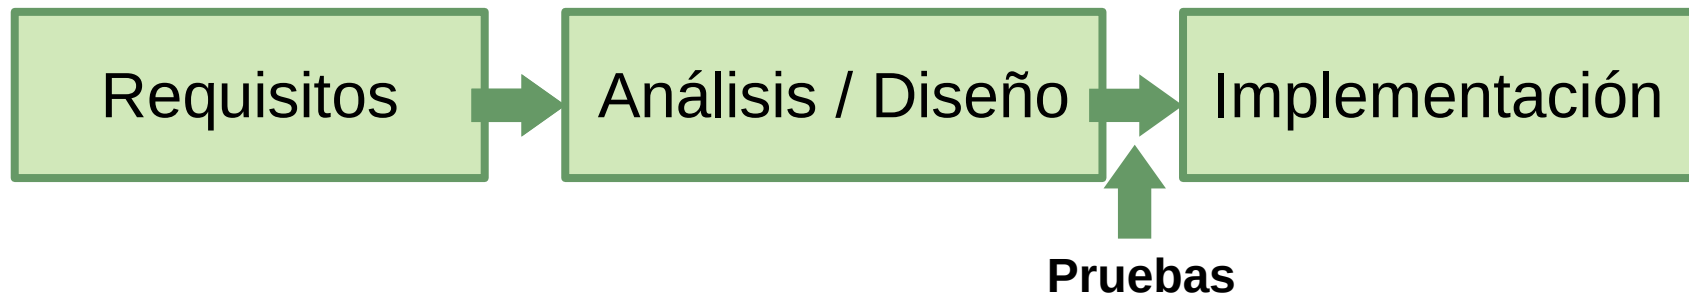 Requisitos
Análisis / Diseño
Implementación
Pruebas